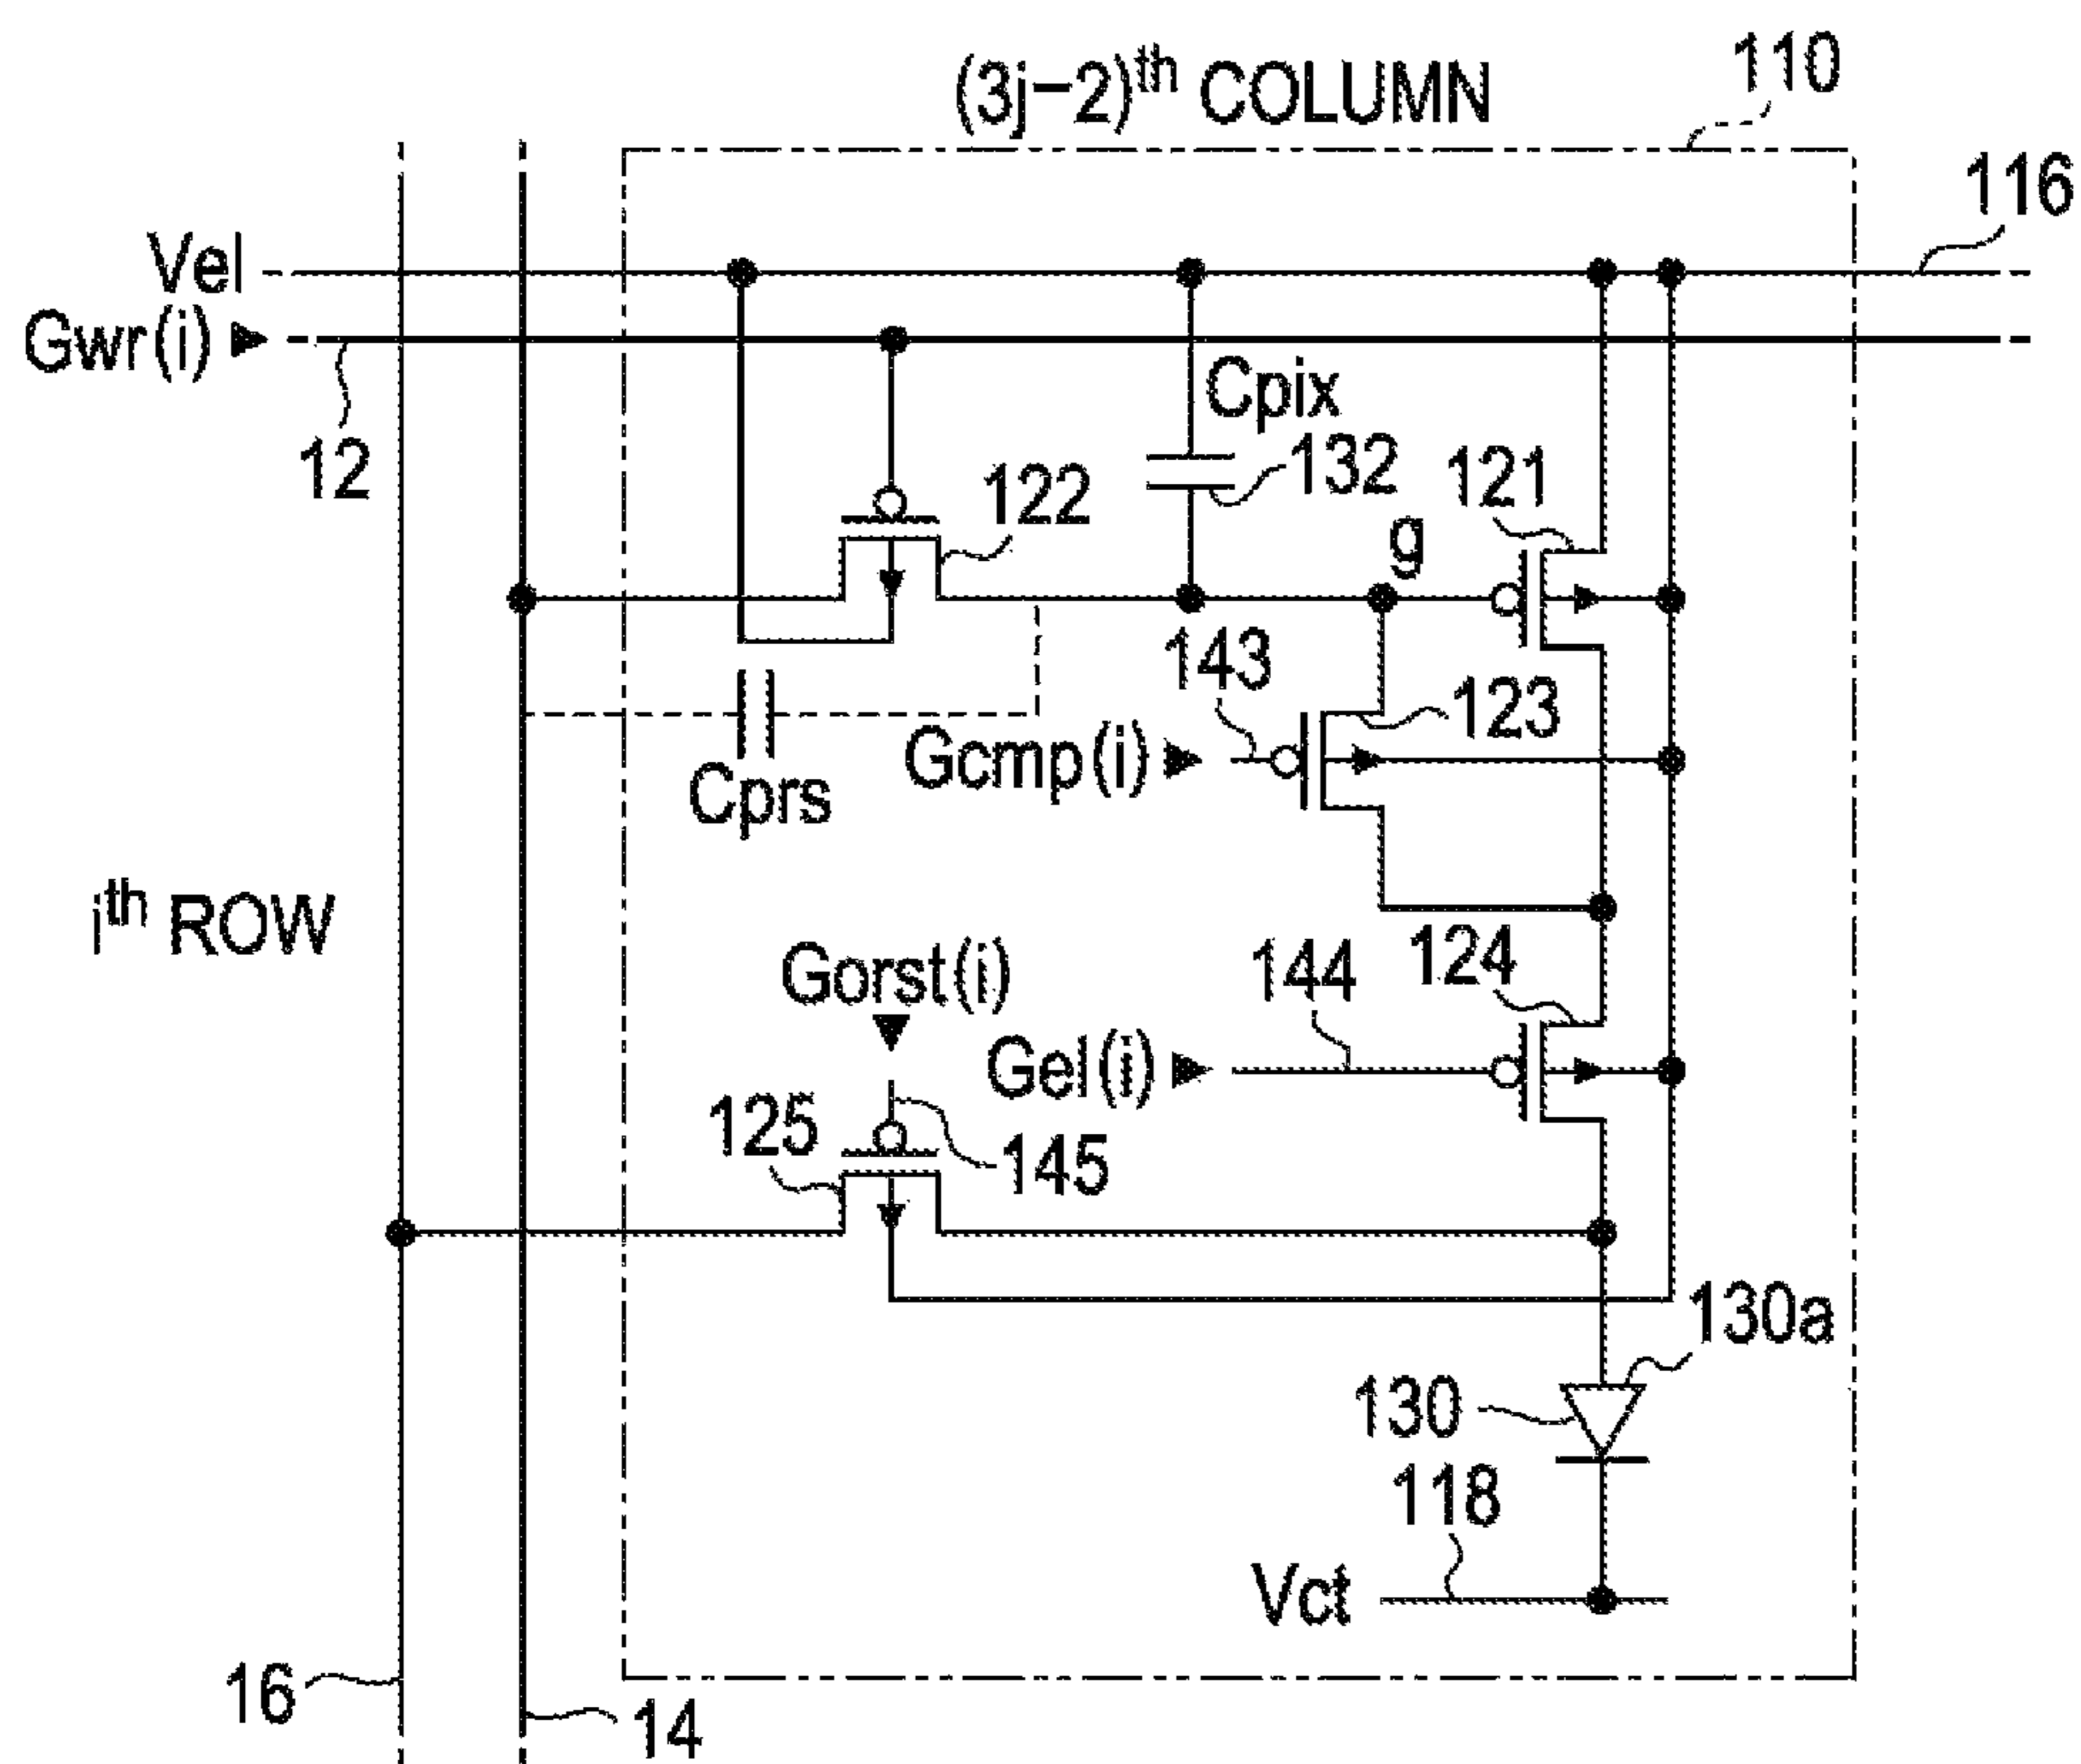 110
(3j-2)th COLUMN
116
Vel
Gwr(i)
12
Cpix
132
121
122
g
143
123
Gcmp(i)
Cprs
ith ROW
Gorst(i)
144
124
Gel(i)
125
145
130a
130
118
Vct
16
14